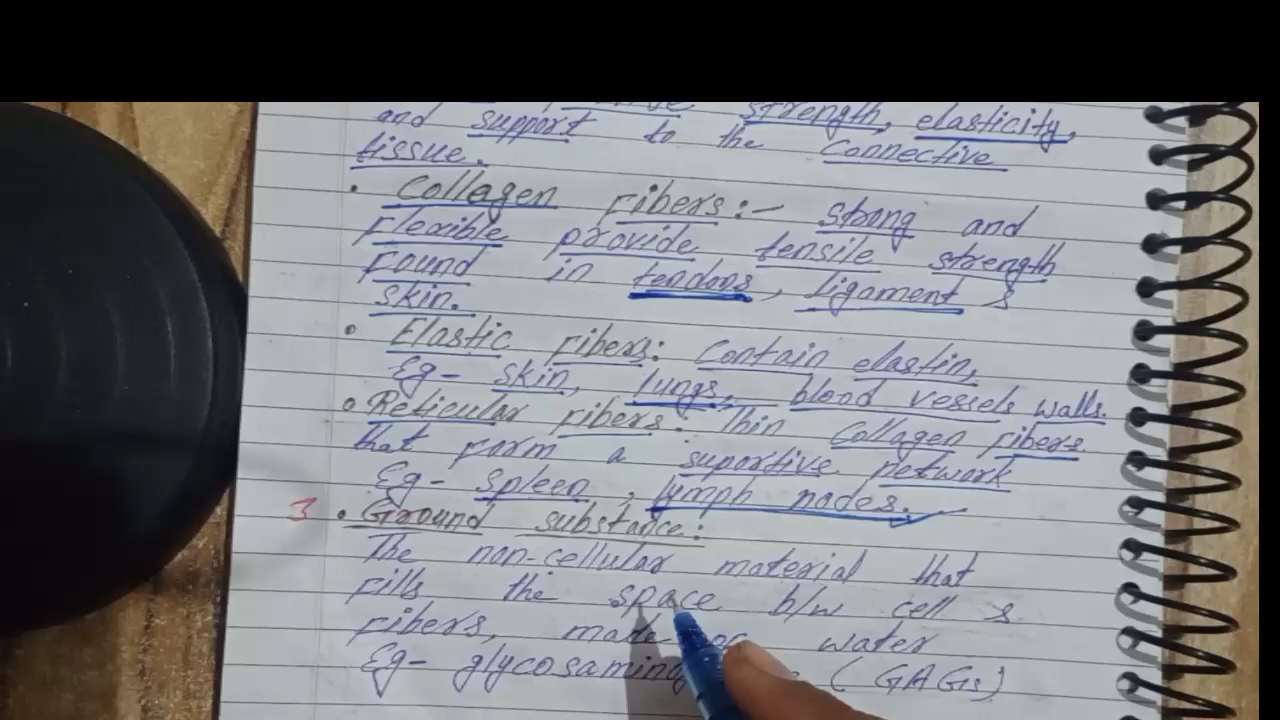 strength, elasticity,
and support to the Connective
tissue.
• Collagen Fibers:- strong and
Flexible provide tensile strength
Found in tendons, ligament &
skin.
• Elastic Fibers: Contain elastin,
Eg- skin, lungs, blood vessels walls.
• Reticular Fibers: Thin Collagen fibers
that form a suportive network
Eg- spleen, lymph nodes.
3 • Ground substance:
The non-cellular material that
fills the space b/w cell &
Fibers, made water
Eg- (GAGs)